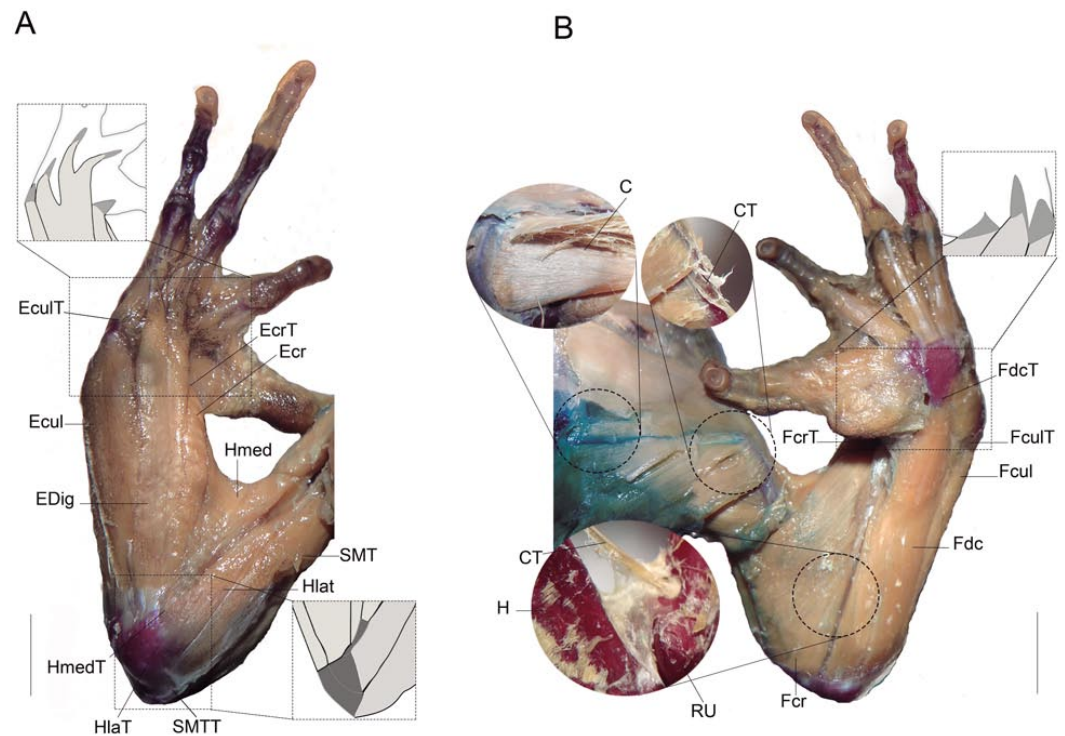 A
EculT
EcrT
Ecr
Ecul
Hmed
EDig
SMT
Hlat
HmedT
HlaT
SMTT
B
C
CT
FdcT
FcrT
FculT
Fcul
Fdc
CT
H
RU
Fcr